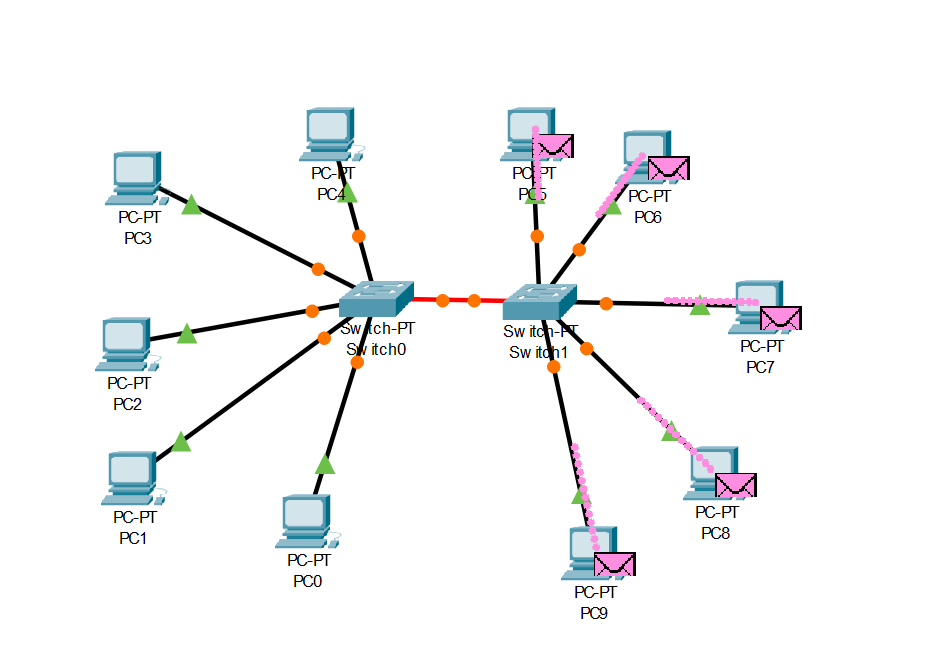 PC-PT
PC4
PC-PT
PC5
PC-PT
PC6
PC-PT
PC3
Switch-PT
Switch0
Switch-PT
Switch1
PC-PT
PC7
PC-PT
PC2
PC-PT
PC1
PC-PT
PC8
PC-PT
PC0
PC-PT
PC9